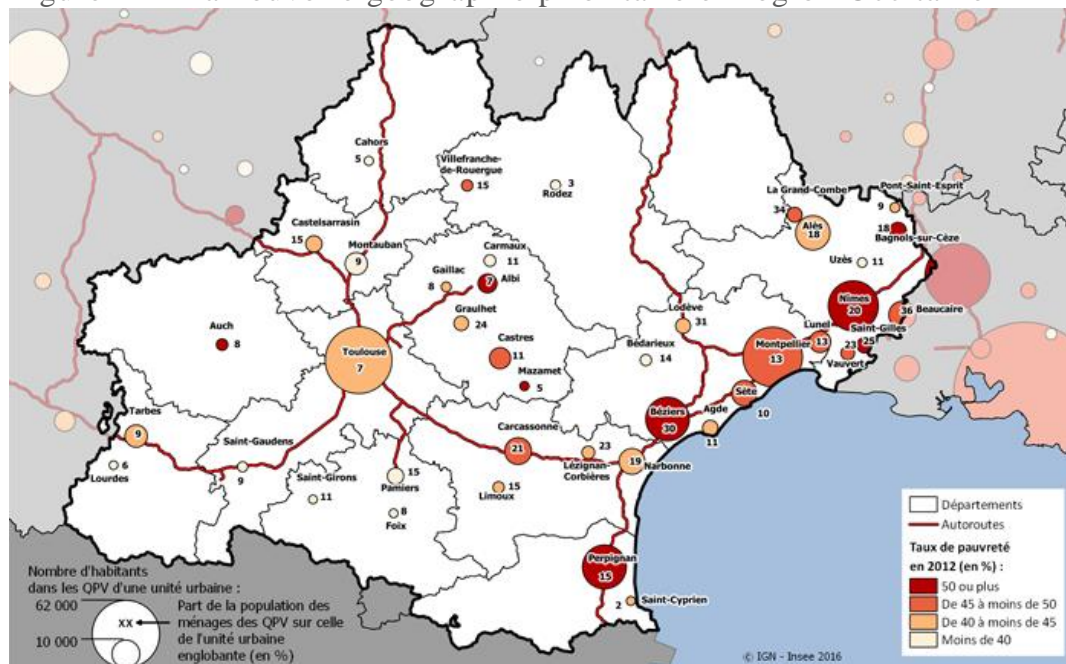 Cahors
5
Villefranche-
de-Rouergue
15
Rodez
3
La Grand-Combe
34
Pont-Saint-Esprit
9
Alès
18
18
Bagnols-sur-Cèze
Uzès
11
Castelsarrasin
15
Montauban
9
Carmaux
11
Gaillac
8
Albi
7
Graulhet
24
Castres
11
Mazamet
5
Auch
8
Toulouse
7
Lodève
31
Bédarieux
14
Montpellier
13
Lunel
13
Nîmes
20
Beaucaire
36
Saint-Gilles
25
23
Vauvert
Sète
10
Agde
11
Béziers
30
Tarbes
9
Lourdes
6
Saint-Gaudens
9
Saint-Girons
11
Pamiers
15
Foix
8
Carcassonne
21
Limoux
15
23
Lézignan-
Corbières
19
Narbonne
Perpignan
15
Saint-Cyprien
2
Nombre d'habitants
dans les QPV d'une unité urbaine :
62 000
10 000
XX
Part de la population des
ménages des QPV sur celle
de l'unité urbaine
englobante (en %)
Départements
Autoroutes
Taux de pauvreté
en 2012 (en %) :
50 ou plus
De 45 à moins de 50
De 40 à moins de 45
Moins de 40
© IGN - Insee 2016